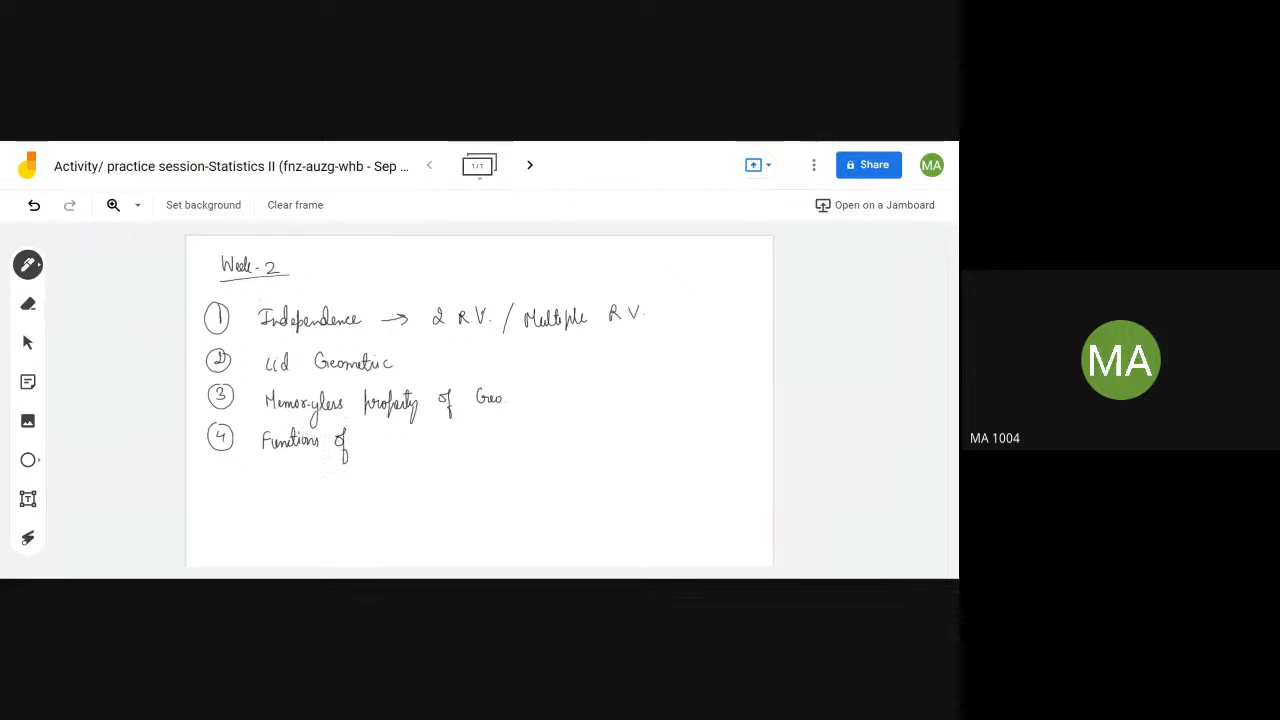 Activity/ practice session-Statistics II (fnz-auzg-whb - Sep ...
1/1
Share
MA
Set background
Clear frame
Open on a Jamboard
Week-2
① Independence → 2 R.V. / Multiple R V.
② iid Geometric
③ Memoryless property of Geo.
④ Functions of
MA
MA 1004